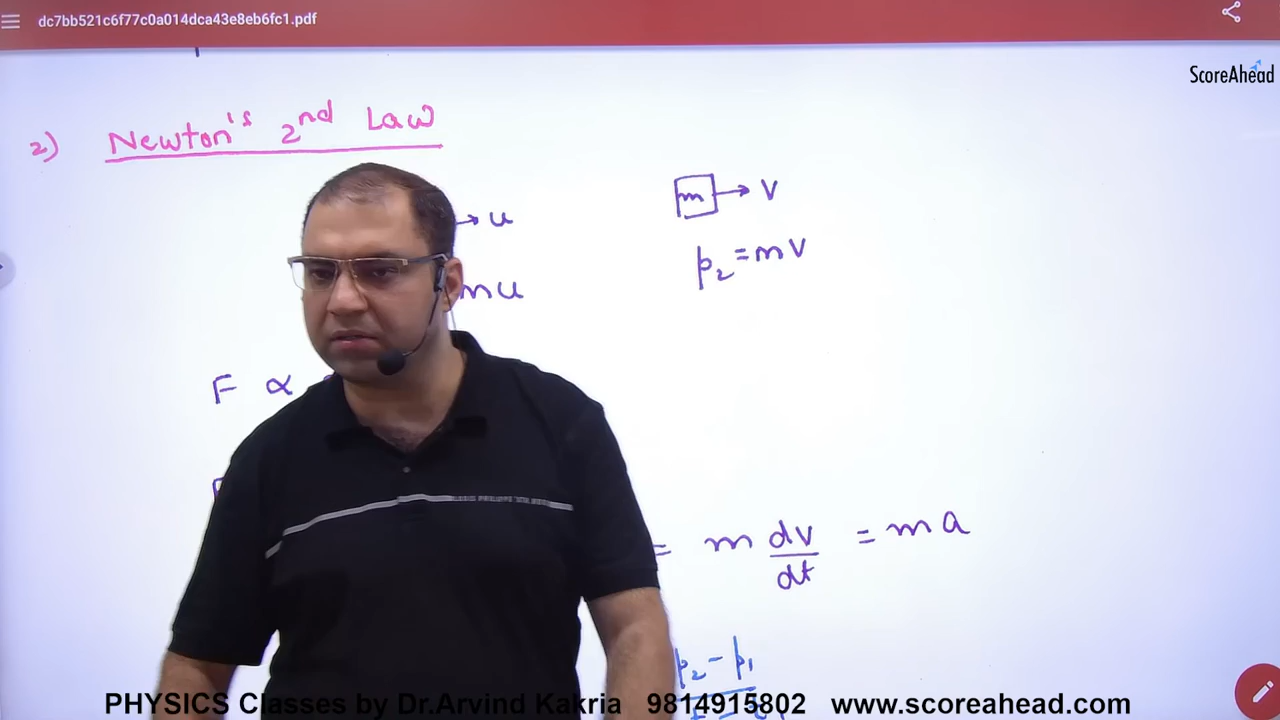 dc7bb521c6f77c0a014dca43e8eb6fc1.pdf
ScoreAhead
2) Newton's 2nd Law
→ u
m → v
mu
p₂ = mv
F ∝
= m dv/dt = ma
p₂ - p₁
PHYSICS Classes by Dr.Arvind Kakria 9814915802 www.scoreahead.com